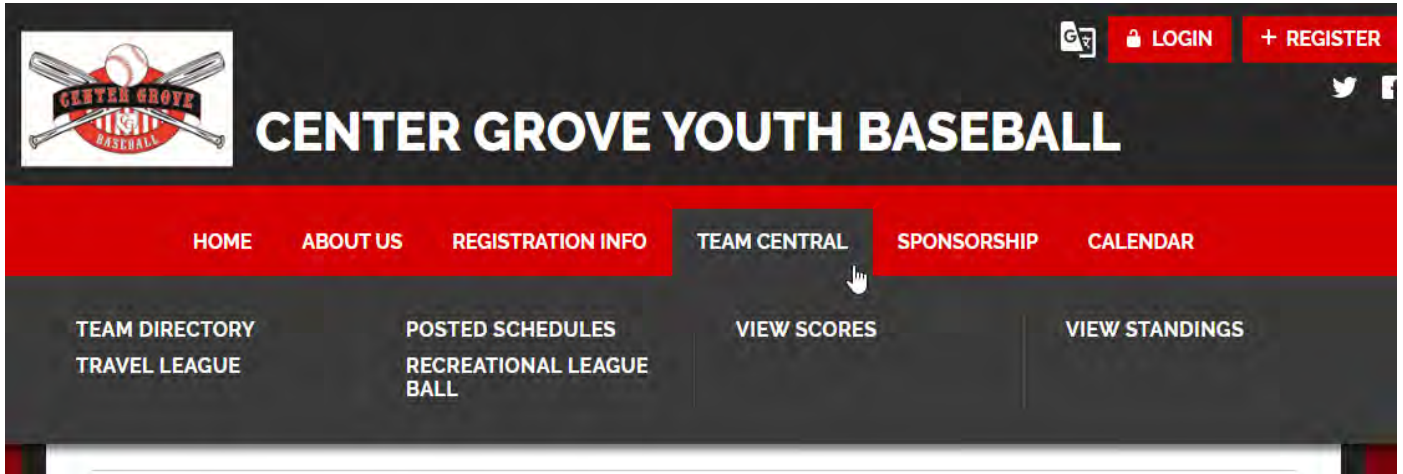 LOGIN
+ REGISTER
CENTER GROVE
CG
BASEBALL
CENTER GROVE YOUTH BASEBALL
HOME ABOUT US REGISTRATION INFO TEAM CENTRAL SPONSORSHIP CALENDAR
TEAM DIRECTORY POSTED SCHEDULES VIEW SCORES VIEW STANDINGS
TRAVEL LEAGUE RECREATIONAL LEAGUE
BALL